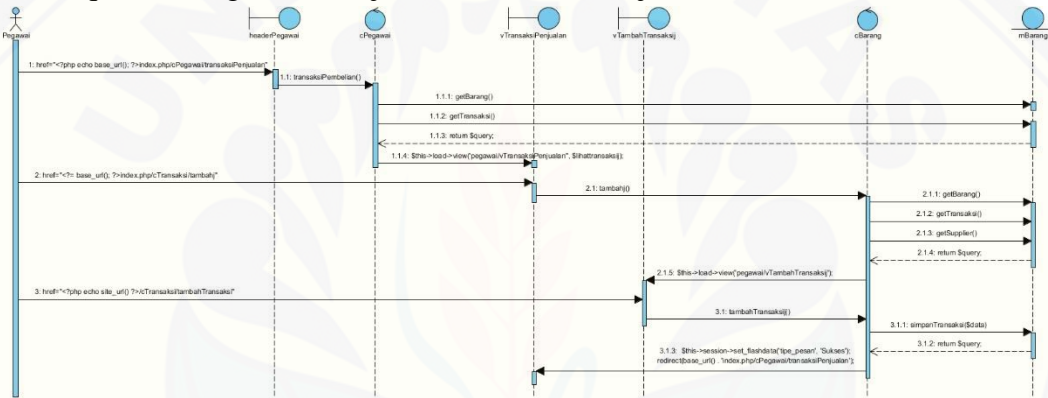 Pegawai
headerPegawai
cPegawai
vTransaksiPenjualan
vTambahTransaksij
cBarang
mBarang
1: href="<?php echo base_url(); ?>index.php/cPegawai/transaksiPenjualan"
1.1: transaksiPembelian()
1.1.1: getBarang()
1.1.2: getTransaksi()
1.1.3: return $query;
1.1.4: $this->load->view('pegawai/vTransaksiPenjualan", $lihattransaksij);
2: href="<?= base_url(); ?>index.php/cTransaksi/tambahj"
2.1: tambahj()
2.1.1: getBarang()
2.1.2: getTransaksi()
2.1.3: getSupplier()
2.1.4: return $query;
2.1.5: $this->load->view('pegawai/vTambahTransaksij');
3: href="<?php echo site_url() ?>/cTransaksi/tambahTransaksi"
3.1: tambahTransaksij()
3.1.1: simpanTransaksi($data)
3.1.2: return $query;
3.1.3: $this->session->set_flashdata('tipe_pesan', 'Sukses');
redirect(base_url() . 'index.php/cPegawai/transaksiPenjualan');